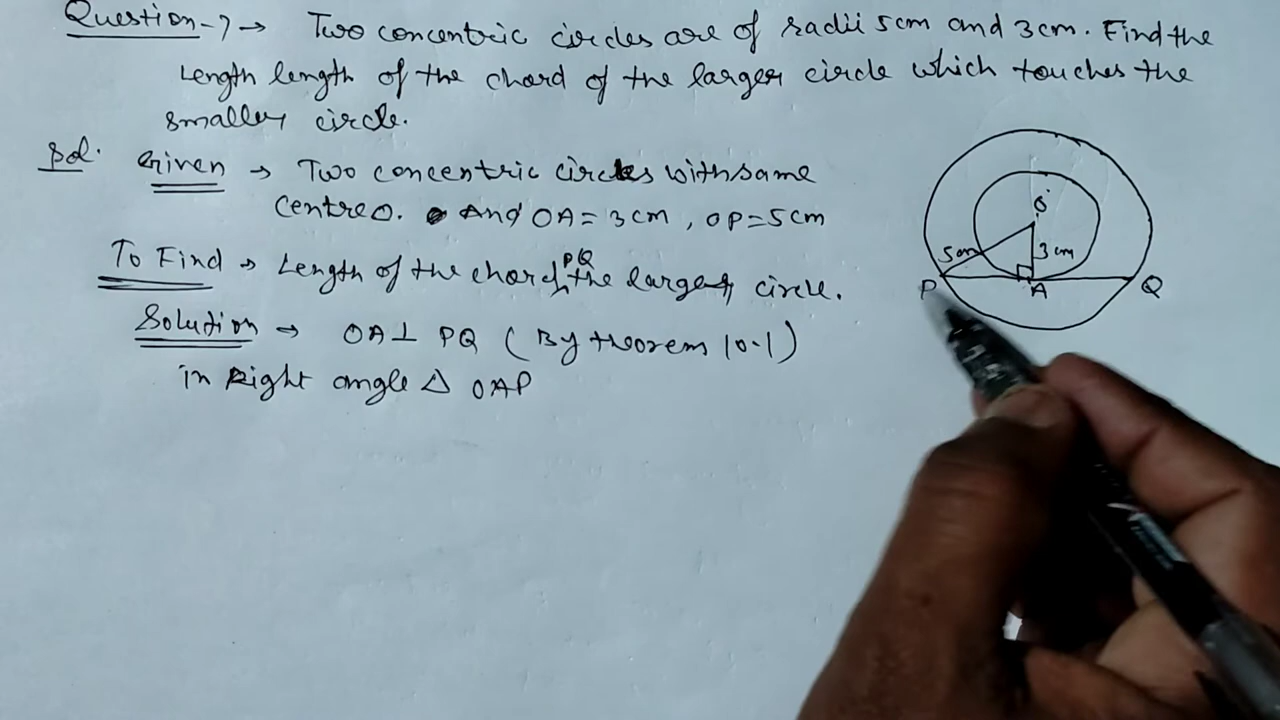 Question-7 → Two concentric circles are of radii 5cm and 3cm. Find the
Length length of the chord of the larger circle which touches the
smaller circle.
Sol. Given → Two concentric circles with same
Centre O. And OA = 3cm, OP = 5cm
To Find → Length of the chord PQ the larger circle.
Solution → OA ⊥ PQ (By theorem 10.1)
in Right angle △ OAP
O
5cm 3cm
P A Q